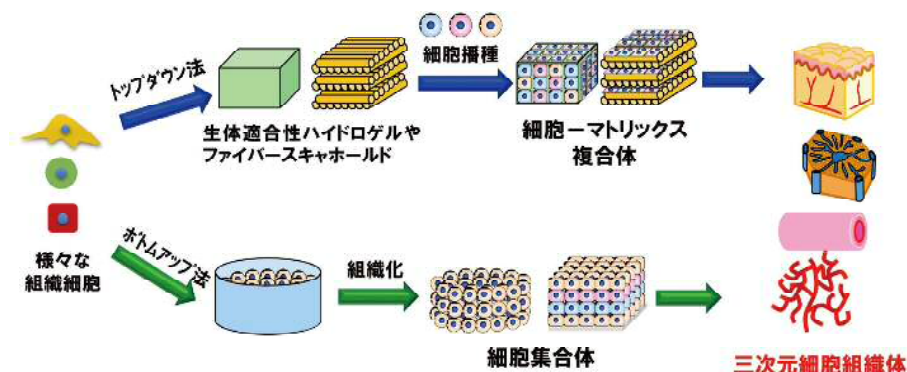 トップダウン法
細胞播種
生体適合性ハイドロゲルや
ファイバースキャホールド
細胞ーマトリックス
複合体
様々な
組織細胞
ボトムアップ法
組織化
細胞集合体
三次元細胞組織体